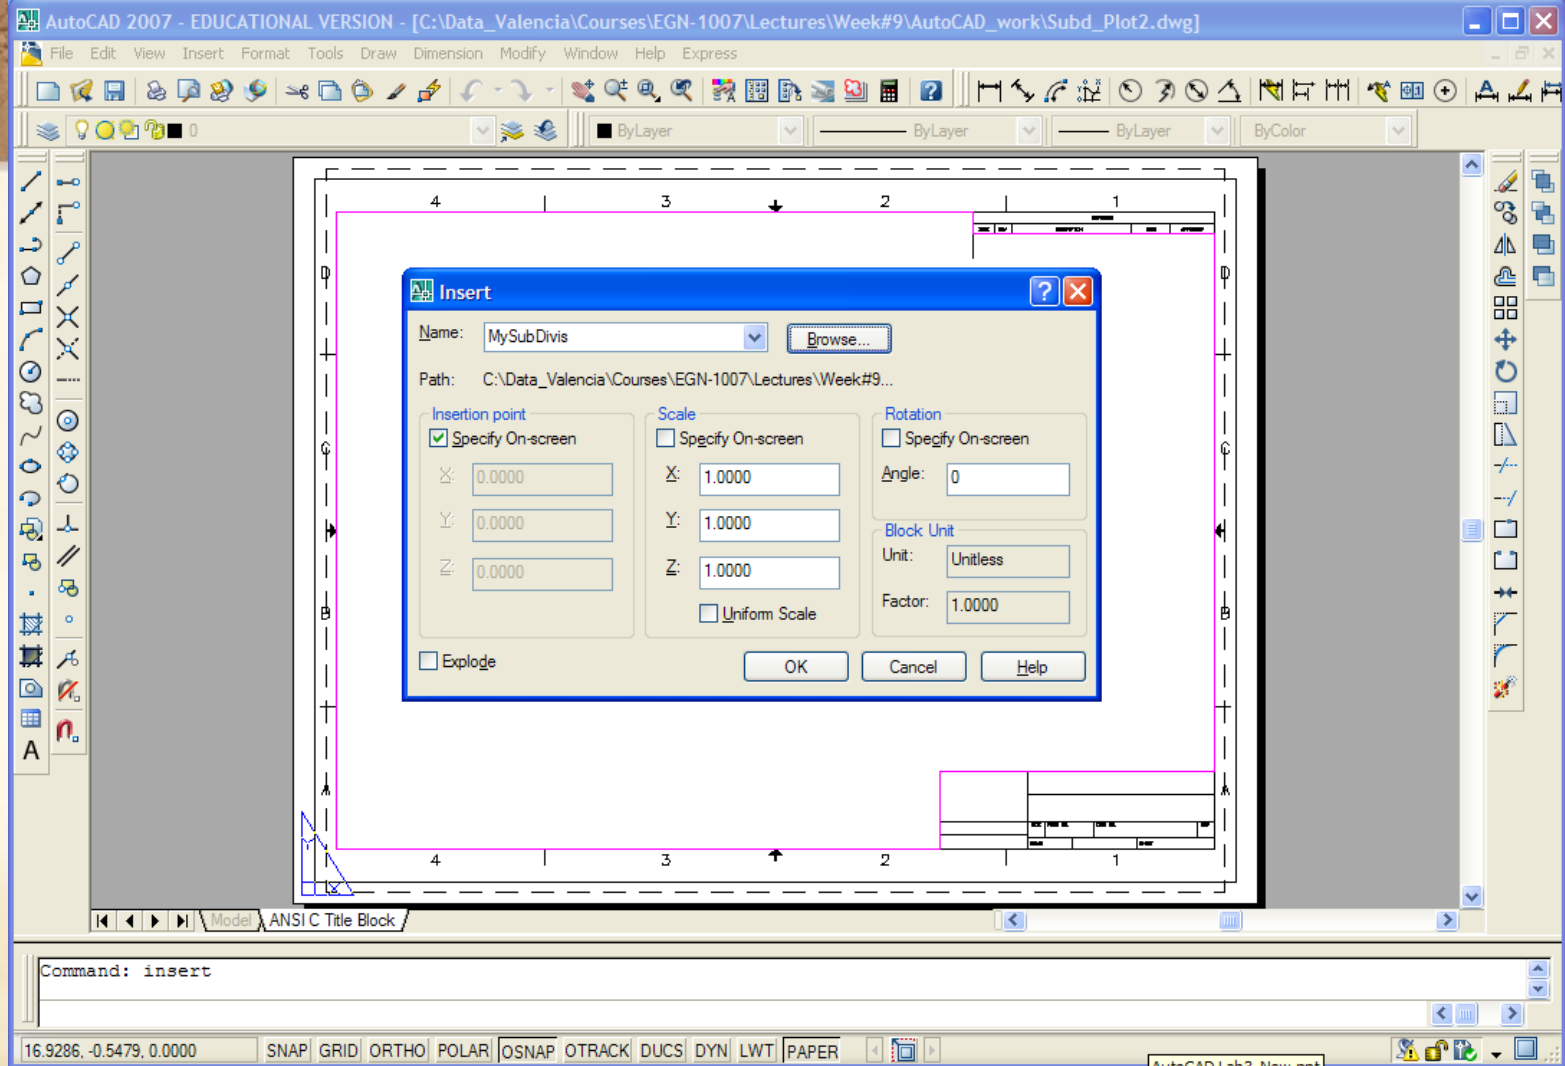 AutoCAD 2007 - EDUCATIONAL VERSION - [C:\Data_Valencia\Courses\EGN-1007\Lectures\Week#9\AutoCAD_work\Subd_Plot2.dwg]
File Edit View Insert Format Tools Draw Dimension Modify Window Help Express
0 ByLayer ByLayer ByLayer ByColor
4 3 2 1
D D
Insert
Name: MySubDivis Browse...
Path: C:\Data_Valencia\Courses\EGN-1007\Lectures\Week#9...
Insertion point Scale Rotation
Specify On-screen Specify On-screen Specify On-screen
X: 0.0000 X: 1.0000 Angle: 0
Y: 0.0000 Y: 1.0000 Block Unit
Unit: Unitless
Z: 0.0000 Z: 1.0000
Factor: 1.0000
Uniform Scale
Explode OK Cancel Help
C C
B B
A A
A
Y
X
4 3 2 1
Model ANSI C Title Block
Command: insert
16.9286, -0.5479, 0.0000 SNAP GRID ORTHO POLAR OSNAP OTRACK DUCS DYN LWT PAPER